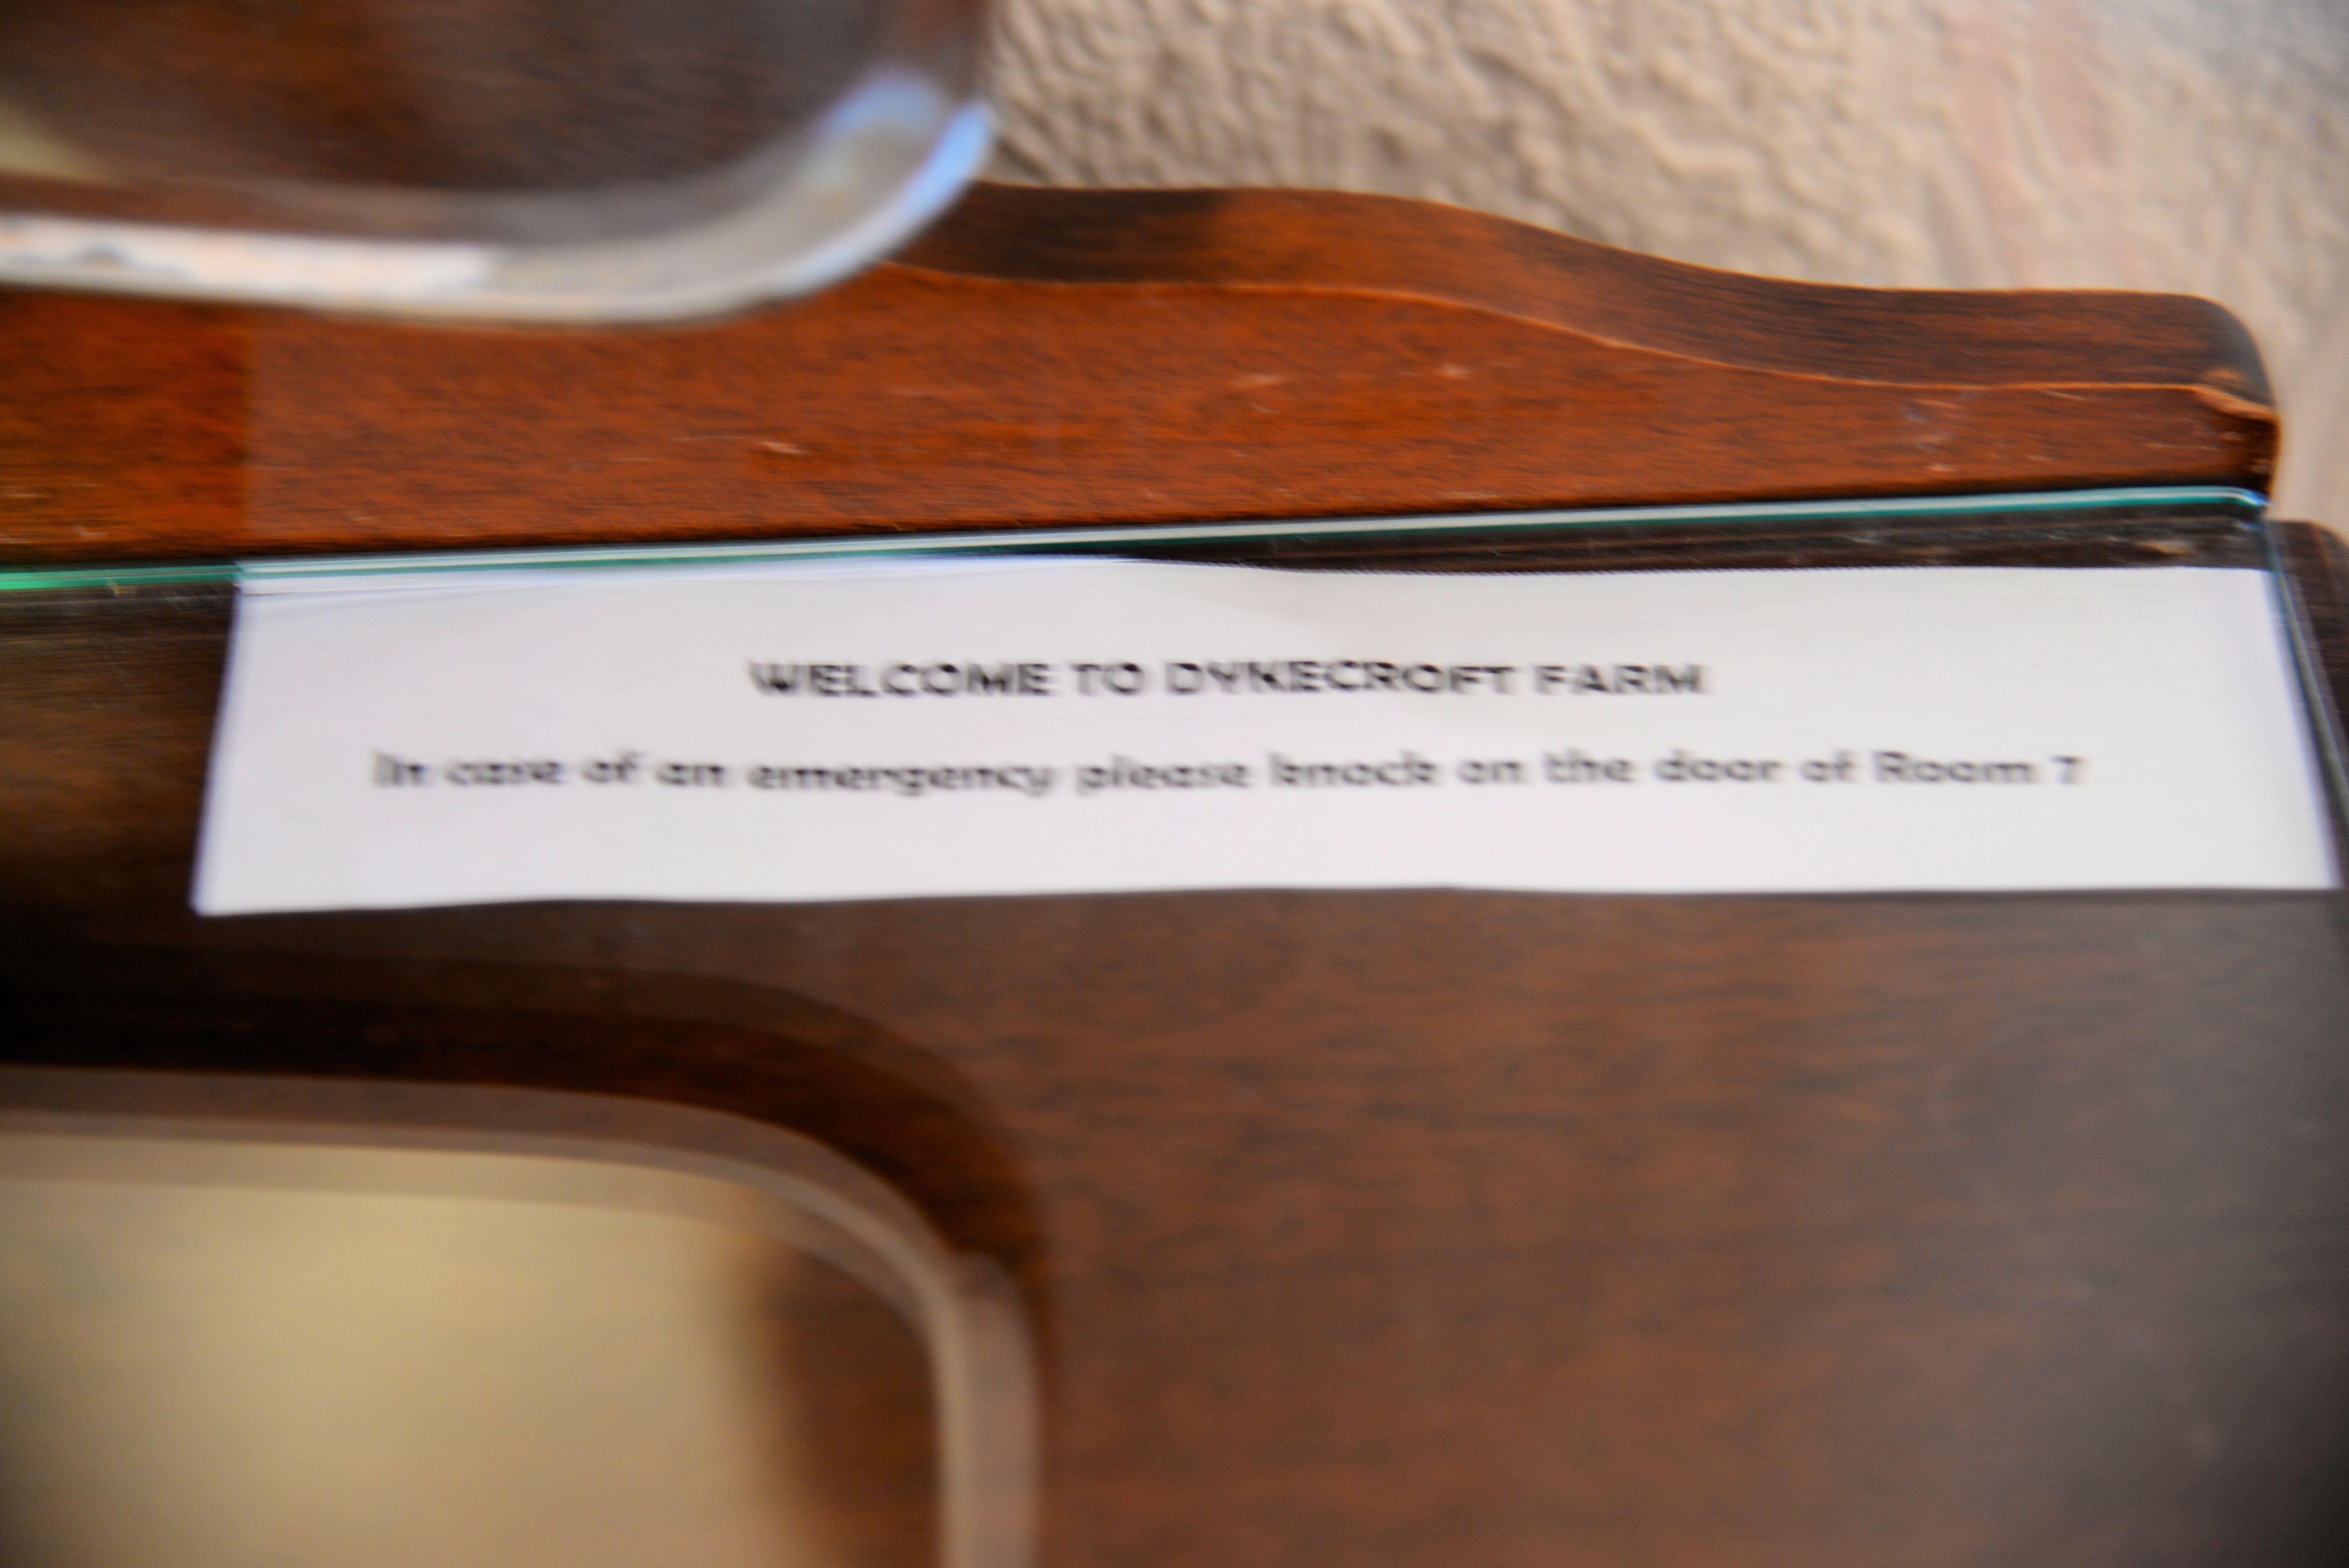 WELCOME TO DYKECROFT FARM
In case of an emergency please knock on the door of Room 7